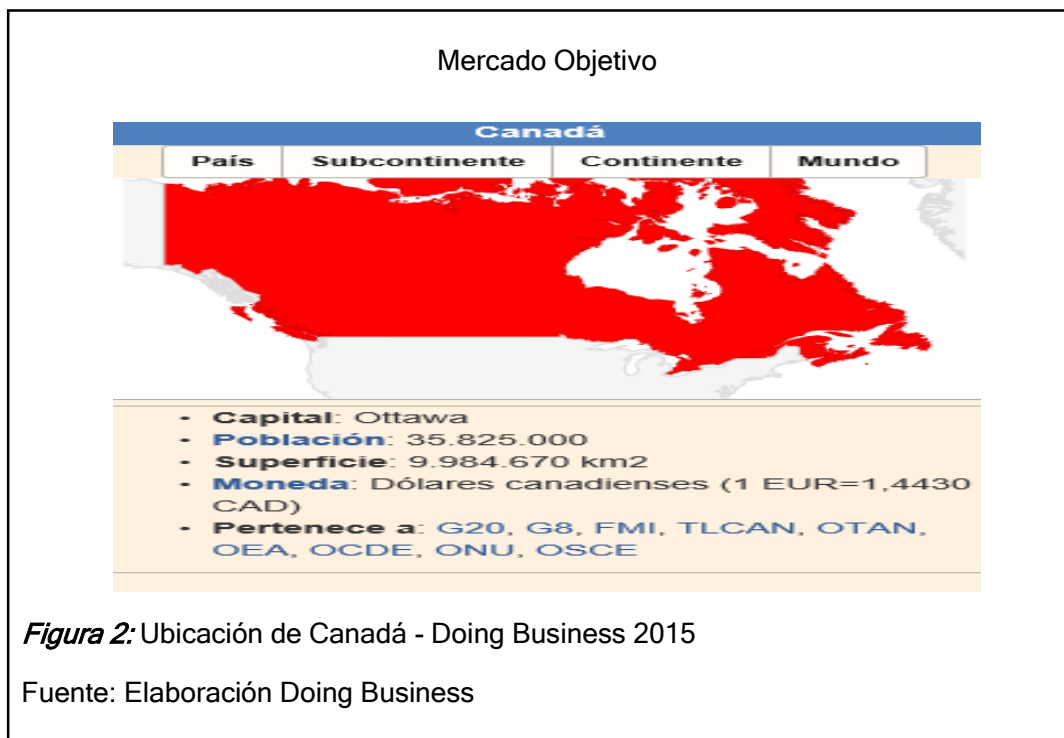 Mercado Objetivo
Canadá
País Subcontinente Continente Mundo
• Capital: Ottawa
• Población: 35.825.000
• Superficie: 9.984.670 km2
• Moneda: Dólares canadienses (1 EUR=1,4430
CAD)
• Pertenece a: G20, G8, FMI, TLCAN, OTAN,
OEA, OCDE, ONU, OSCE
Figura 2: Ubicación de Canadá - Doing Business 2015
Fuente: Elaboración Doing Business